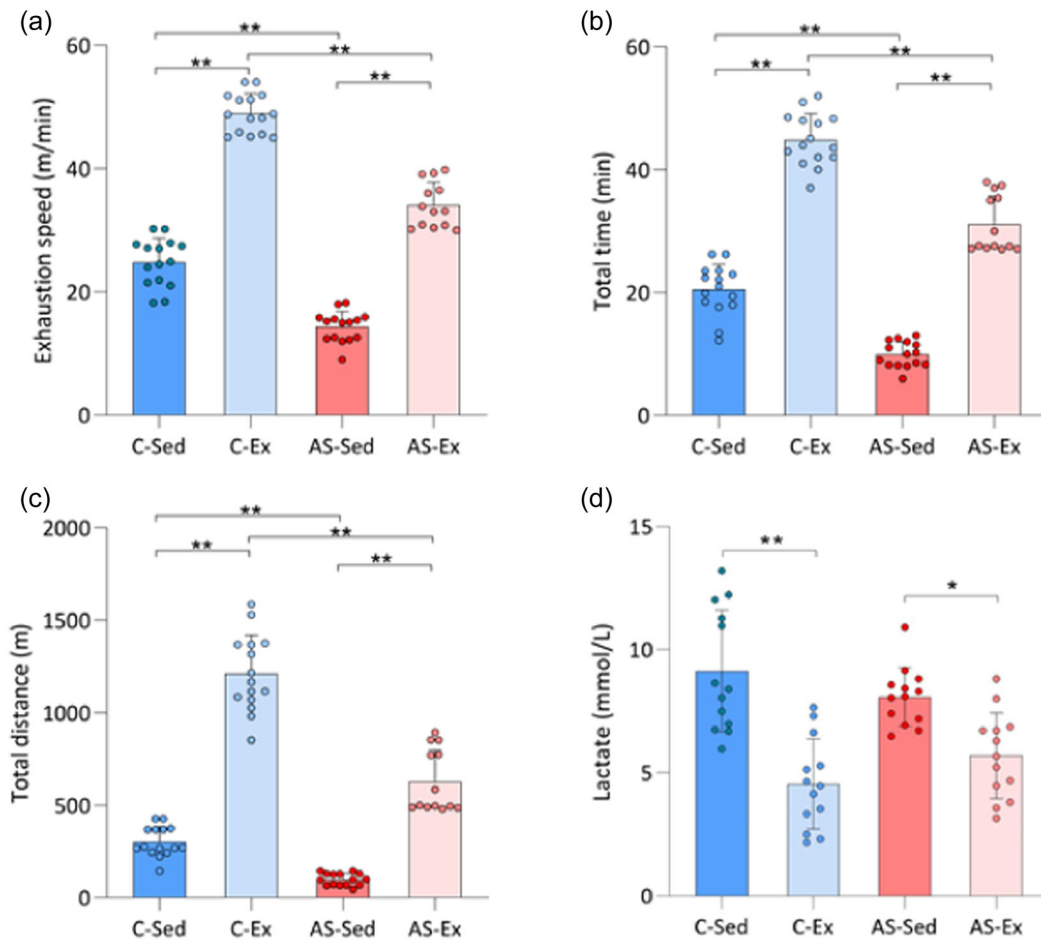 (a)
Exhaustion speed (m/min)
60
40
20
0
**
**
**
**
C-Sed C-Ex AS-Sed AS-Ex
(b)
Total time (min)
60
40
20
0
**
**
**
**
C-Sed C-Ex AS-Sed AS-Ex
(c)
Total distance (m)
2000
1500
1000
500
0
**
**
**
**
C-Sed C-Ex AS-Sed AS-Ex
(d)
Lactate (mmol/L)
15
10
5
0
**
*
C-Sed C-Ex AS-Sed AS-Ex